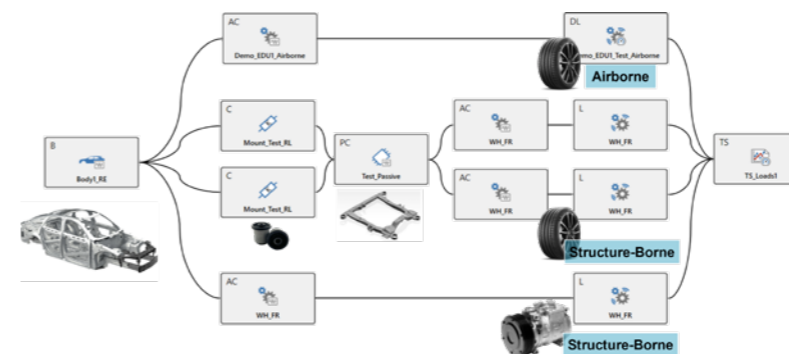 AC
Demo_EDU1_Airborne
DL
emo_EDU1_Test_Airborne
Airborne
C
Mount_Test_RL
AC
WH_FR
L
WH_FR
B
Body1_RE
PC
Test_Passive
TS
TS_Loads1
C
Mount_Test_RL
AC
WH_FR
L
WH_FR
Structure-Borne
AC
WH_FR
L
WH_FR
Structure-Borne